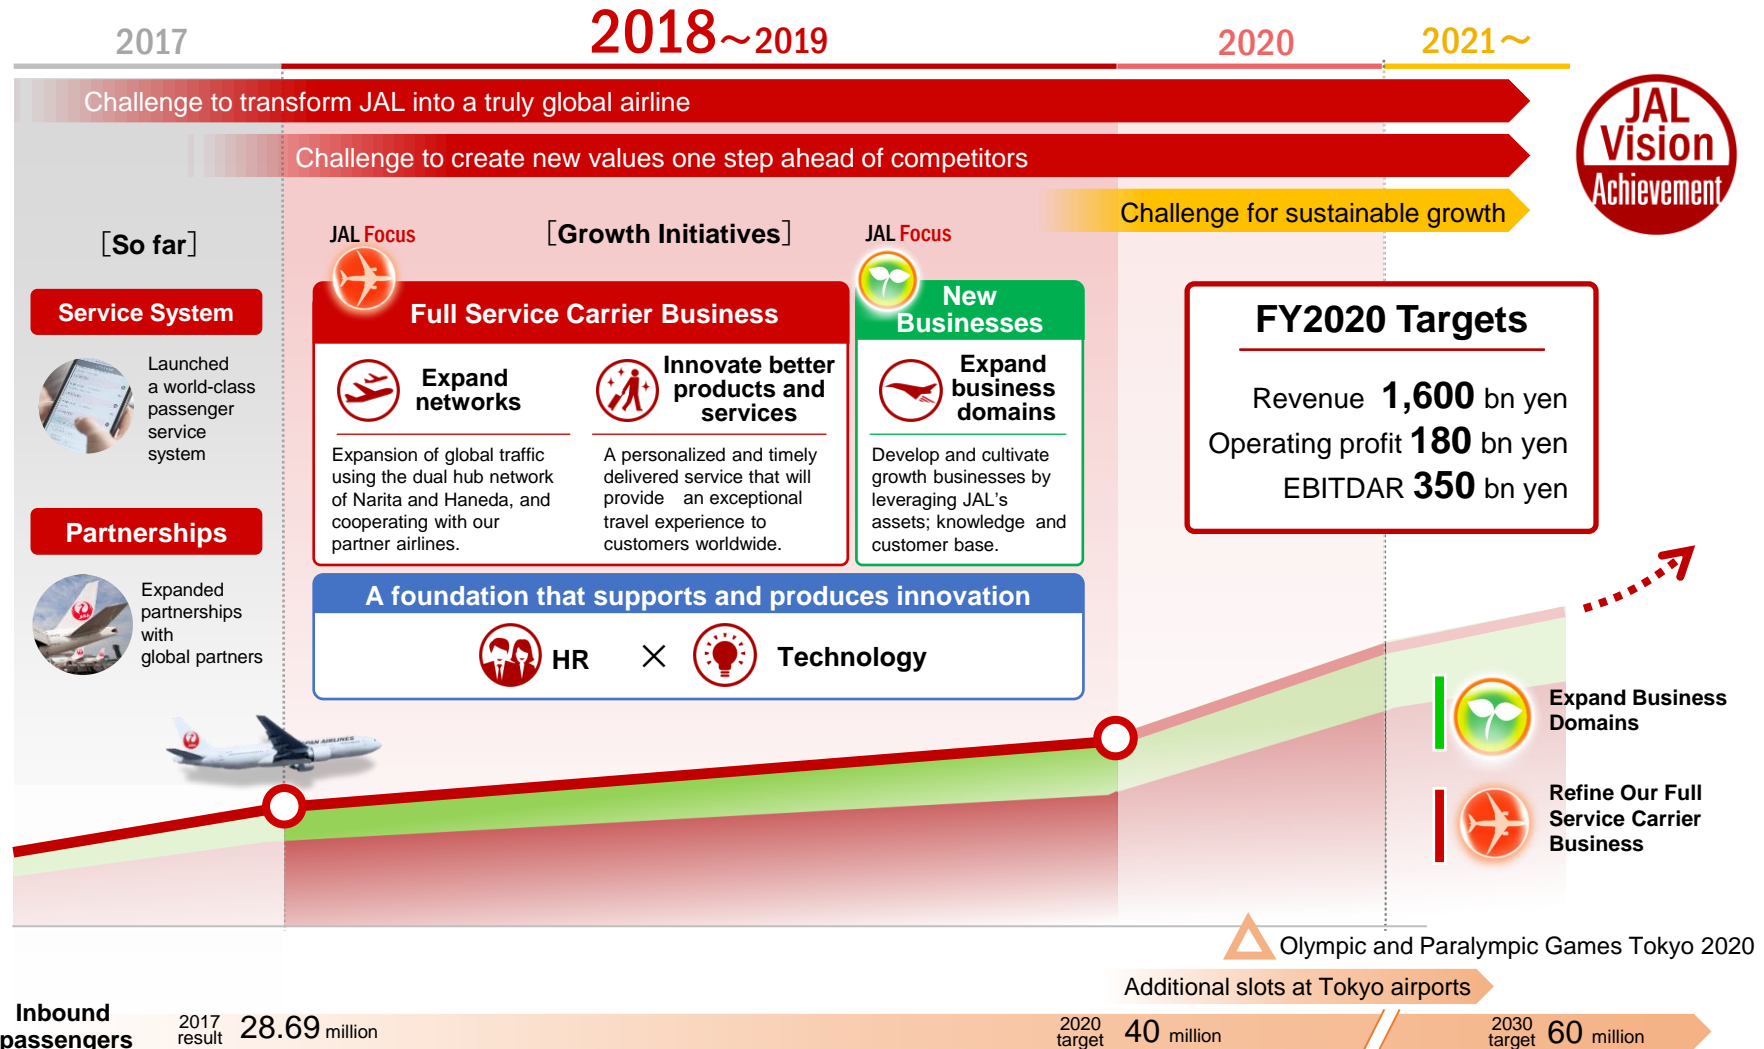 2017
2018~2019
2020
2021~
Challenge to transform JAL into a truly global airline
Challenge to create new values one step ahead of competitors
Challenge for sustainable growth
JAL
Vision
Achievement
[So far]
JAL Focus
[Growth Initiatives]
JAL Focus
Service System
Launched
a world-class
passenger
service
system
Partnerships
Expanded
partnerships
with
global partners
Full Service Carrier Business
Expand
networks
Expansion of global traffic
using the dual hub network
of Narita and Haneda, and
cooperating with our
partner airlines.
Innovate better
products and
services
A personalized and timely
delivered service that will
provide an exceptional
travel experience to
customers worldwide.
New
Businesses
Expand
business
domains
Develop and cultivate
growth businesses by
leveraging JAL's
assets; knowledge and
customer base.
A foundation that supports and produces innovation
HR × Technology
FY2020 Targets
Revenue 1,600 bn yen
Operating profit 180 bn yen
EBITDAR 350 bn yen
Expand Business
Domains
Refine Our Full
Service Carrier
Business
Olympic and Paralympic Games Tokyo 2020
Additional slots at Tokyo airports
Inbound
passengers
2017
result 28.69 million
2020
target 40 million
2030
target 60 million